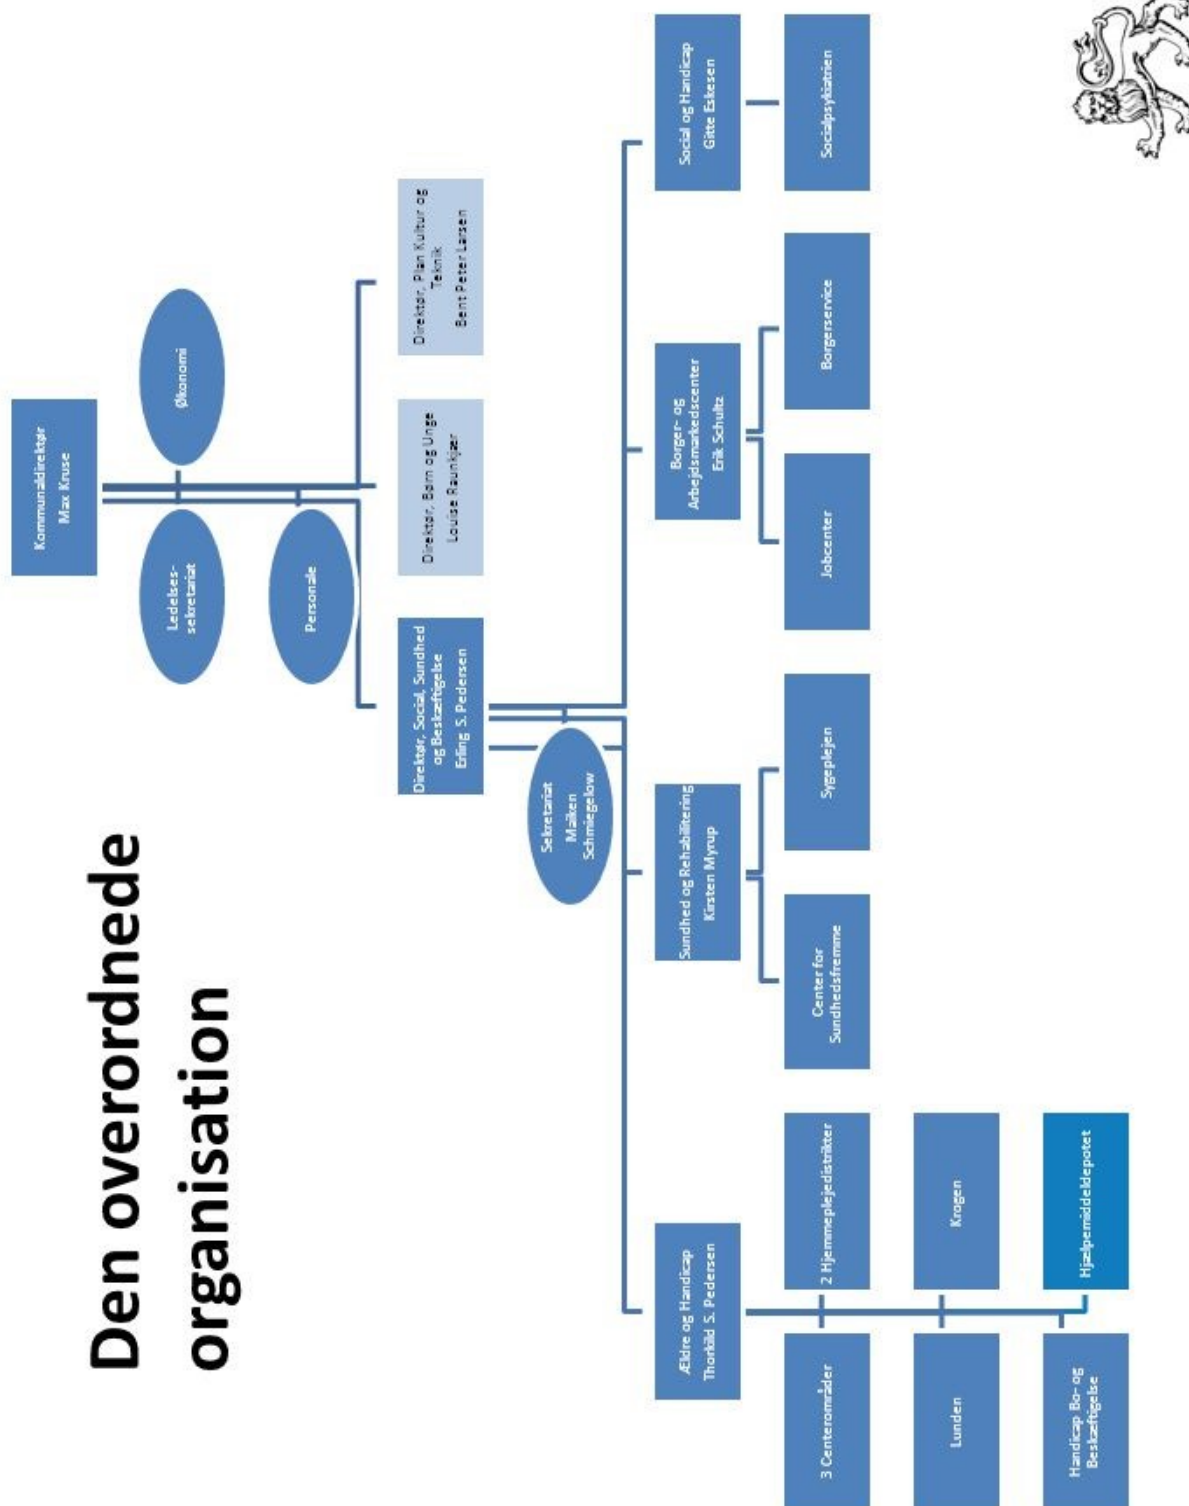 Den overordnede
organisation
Kommunaldirektør
Max Kruse
Ledelses-
sekretariat
Økonomi
Personale
Direktør, Social, Sundhed
og Beskæftigelse
Erling S. Pedersen
Direktør, Børn og Unge
Louise Raunkjær
Direktør, Plan Kultur og
Teknik
Bent Peter Larsen
Sekretariat
Maiken
Schmiegelow
Ældre og Handicap
Thorkild S. Pedersen
Sundhed og Rehabilitering
Kirsten Myrup
Borger- og
Arbejdsmarkedscenter
Erik Schultz
Social og Handicap
Gitte Eskesen
3 Centerområder
2 Hjemmeplejedistrikter
Center for
Sundhedsfremme
Sygeplejen
Jobcenter
Borgerservice
Socialpsykiatrien
Lunden
Krogen
Handicap Bo- og
Beskæftigelse
Hjælpemiddeldepotet